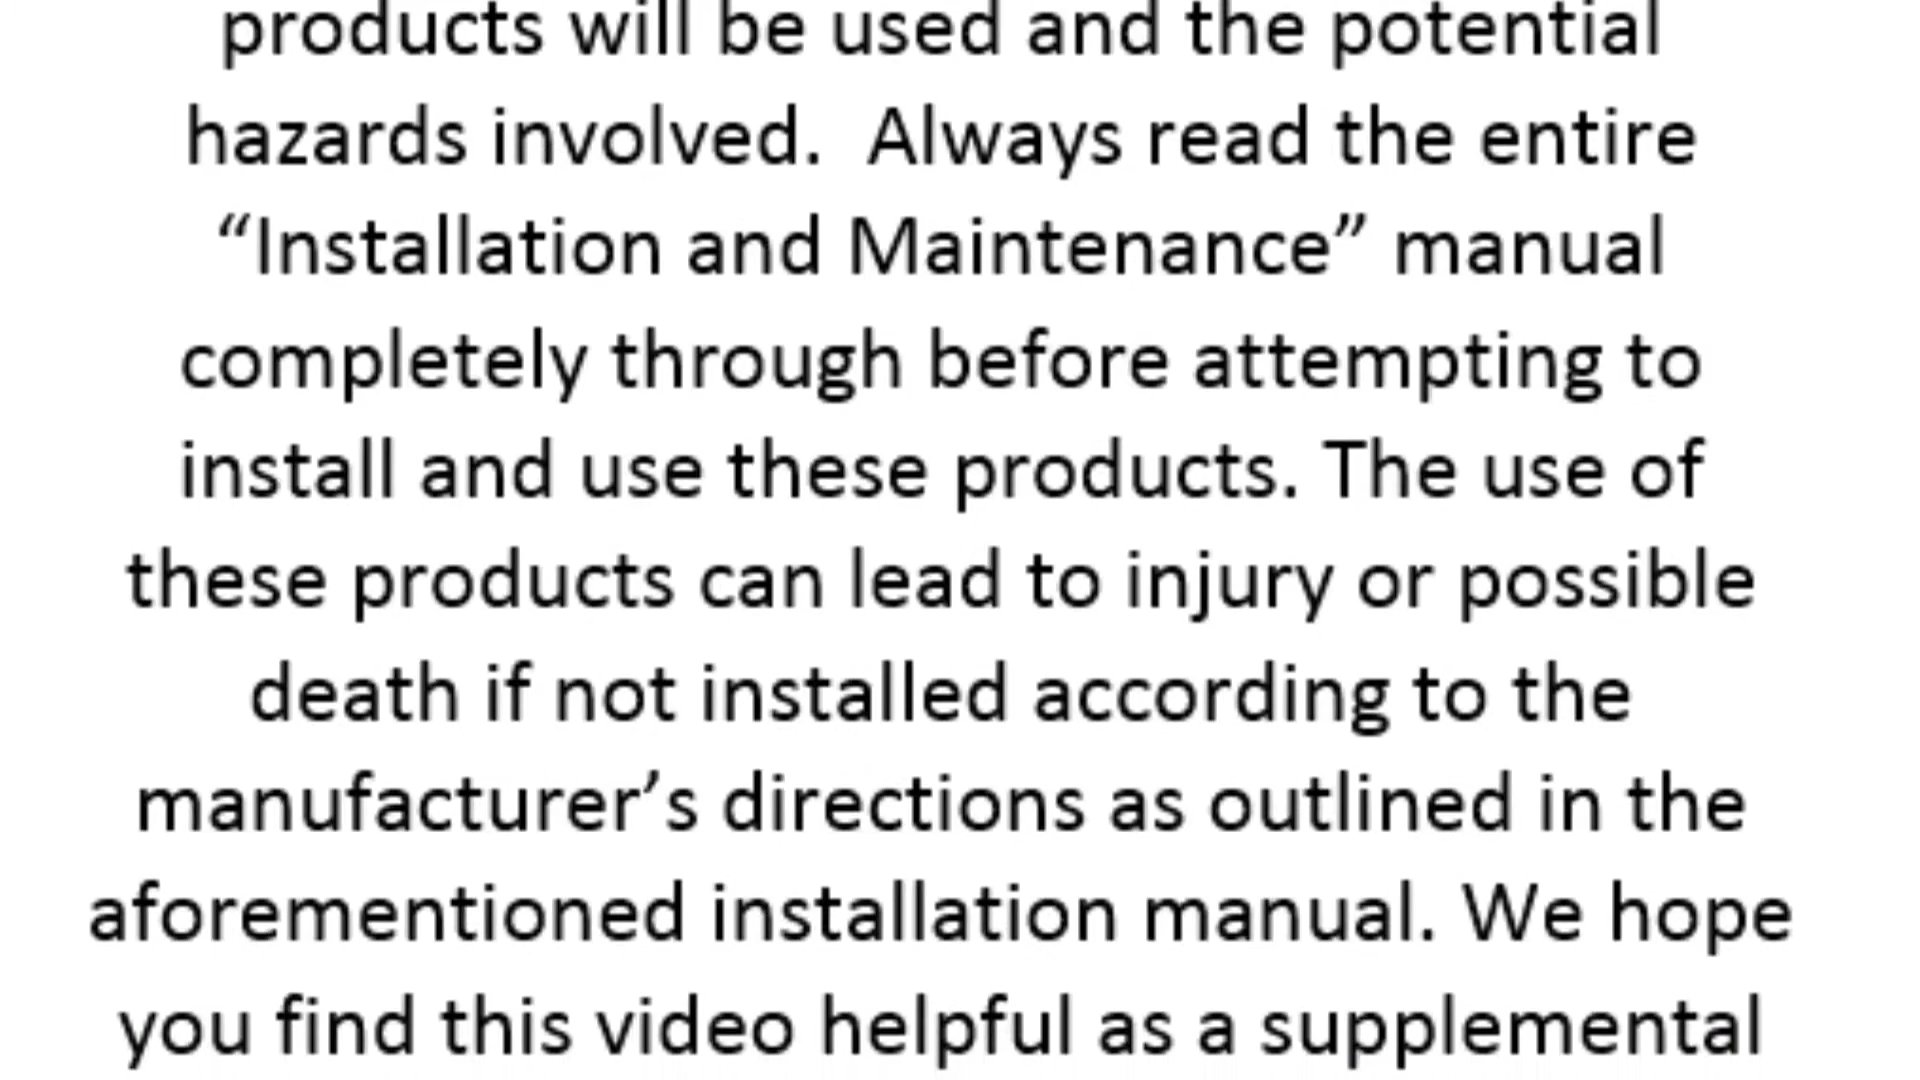 products will be used and the potential
hazards involved.  Always read the entire
“Installation and Maintenance” manual
completely through before attempting to
install and use these products. The use of
these products can lead to injury or possible
death if not installed according to the
manufacturer’s directions as outlined in the
aforementioned installation manual. We hope
you find this video helpful as a supplemental